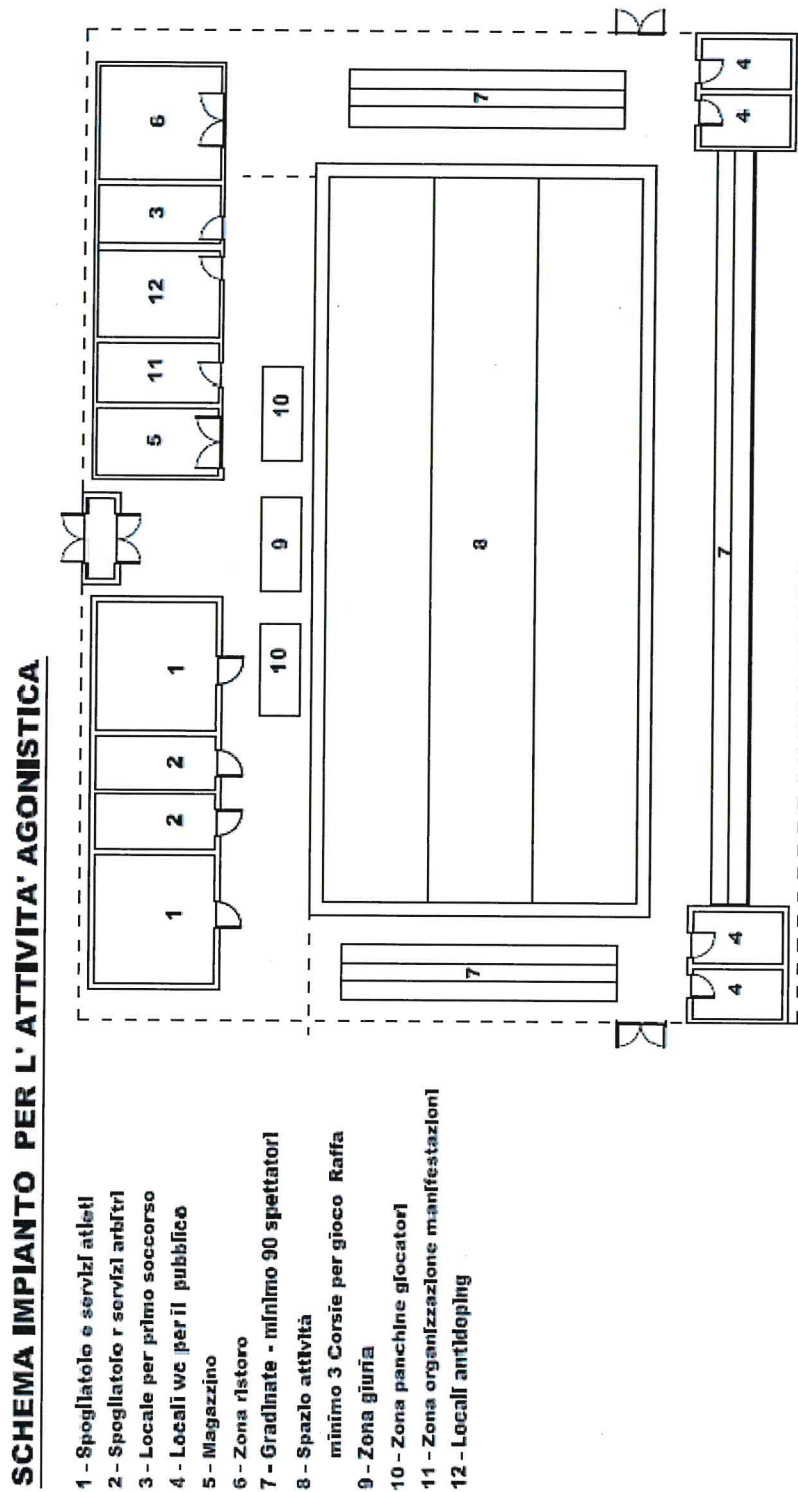 SCHEMA IMPIANTO PER L' ATTIVITA' AGONISTICA
1 - Spogliatoio e servizi atleti
2 - Spogliatoio r servizi arbitri
3 - Locale per primo soccorso
4 - Locali wc per il pubblico
5 - Magazzino
6 - Zona ristoro
7 - Gradinate - minimo 90 spettatori
8 - Spazio attività
minimo 3 Corsie per gioco Raffa
9 - Zona giuria
10 - Zona panchine giocatori
11 - Zona organizzazione manifestazioni
12 - Locali antidoping
1
2
2
1
5
11
12
3
6
10
9
10
7
8
7
4
4
7
4
4